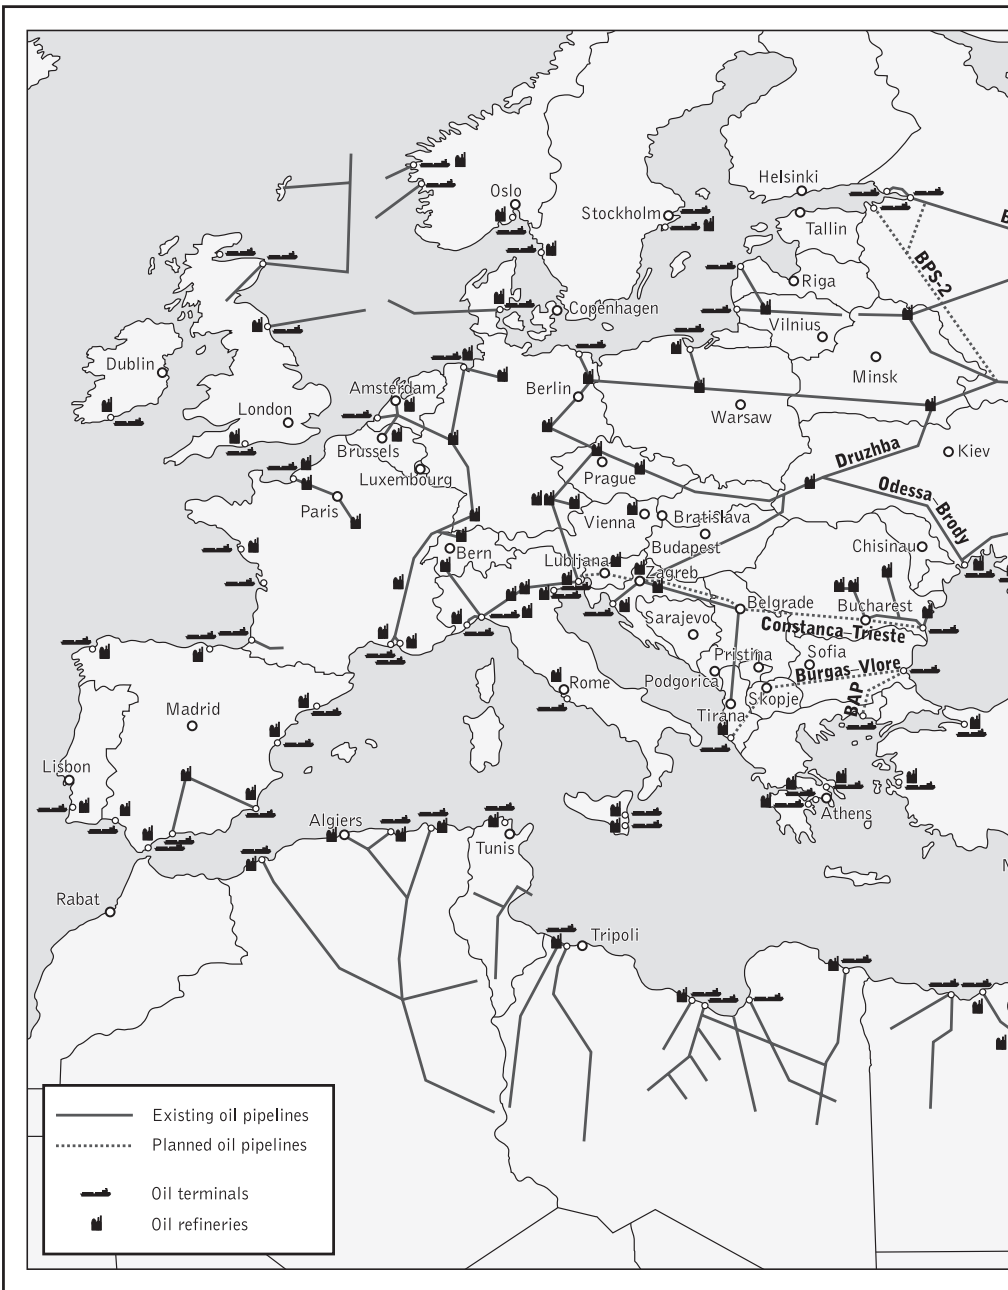 Helsinki
Oslo
Stockholm
Tallin
BPS-2
Riga
Copenhagen
Vilnius
Dublin
Minsk
Amsterdam
Berlin
London
Warsaw
Brussels
Druzhba
Kiev
Luxembourg
Prague
Odessa Brody
Paris
Vienna
Bratislava
Bern
Budapest
Chisinau
Lubljana
Zagreb
Belgrade
Bucharest
Sarajevo
Constanca Trieste
Pristina
Sofia
Burgas Vlore
Podgorica
Rome
Skopje
BAP
Tirana
Madrid
Lisbon
Athens
Algiers
Tunis
Rabat
Tripoli
Existing oil pipelines
Planned oil pipelines
Oil terminals
Oil refineries